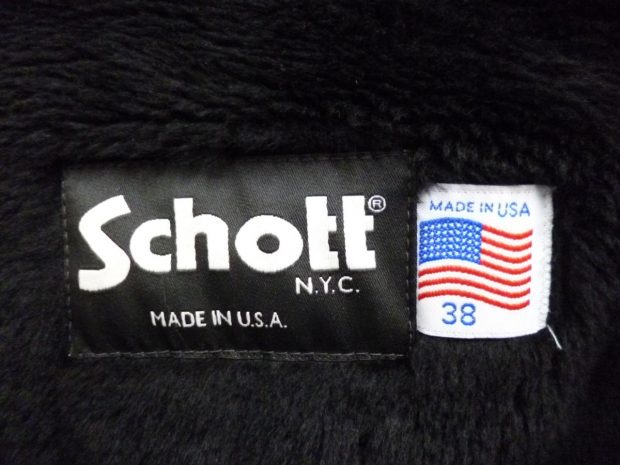 Schott®
N.Y.C.
MADE IN U.S.A.
MADE IN USA
38